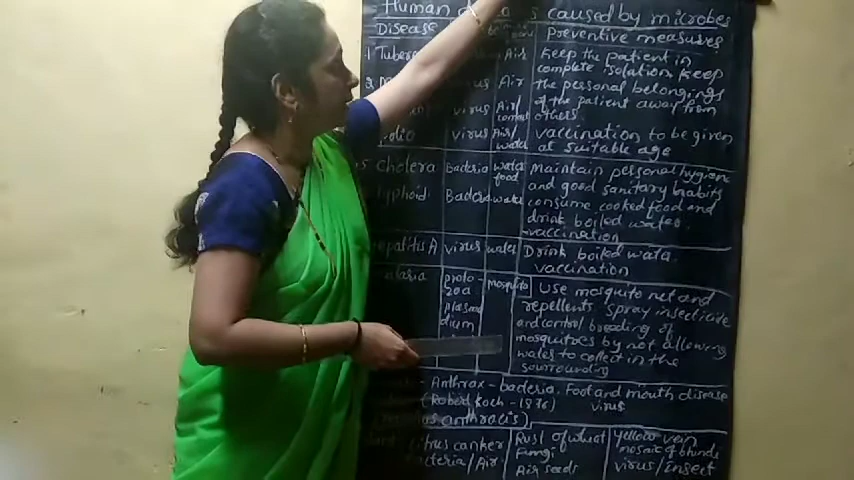 Human
CAUSED by microbes
Disease
Preventive measures
1 Tube
Air
Keep the patient in
complete isolation, Keep
the personal belongings
of the patient away from
others.
Air
virus
Air/
contact
Polio
virus
Air/
water
vaccination to be given
at suitable age
Cholera
bacteria
water
food
Typhoid
Bacteria
water
Maintain personal hygiene
and good sanitary habits
consume cooked food and
drink boiled water
- vaccination
Hepatitis A
virus
water
Drink boiled water
vaccination
proto-
zoa
Plasmo
dium
mosquito
use mosquito net and
repellents, Spray insecticide
and control breeding of
mosquitoes by not allowing
water to collect in the
surrounding
- Anthrax - bacteria, Foot and mouth disease
(Robert Koch - 1876)
virus
anthracis
Citrus canker
Bacteria / Air
Rust of wheat
Fungi
Air, Seed
Yellow vein
mosaic of bhindi
virus / Insect